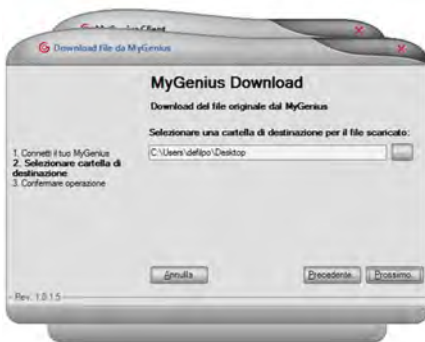 MyGenius Client
Download file da MyGenius
MyGenius Download
Download del file originale dal MyGenius
Selezionare una cartella di destinazione per il file scaricato:
C:\Users\defilpo\Desktop
1. Connetti il tuo MyGenius
2. Selezionare cartella di
destinazione
3. Confermare operazione
Annulla
Precedente
Prossimo
Rev. 1.0.1.5